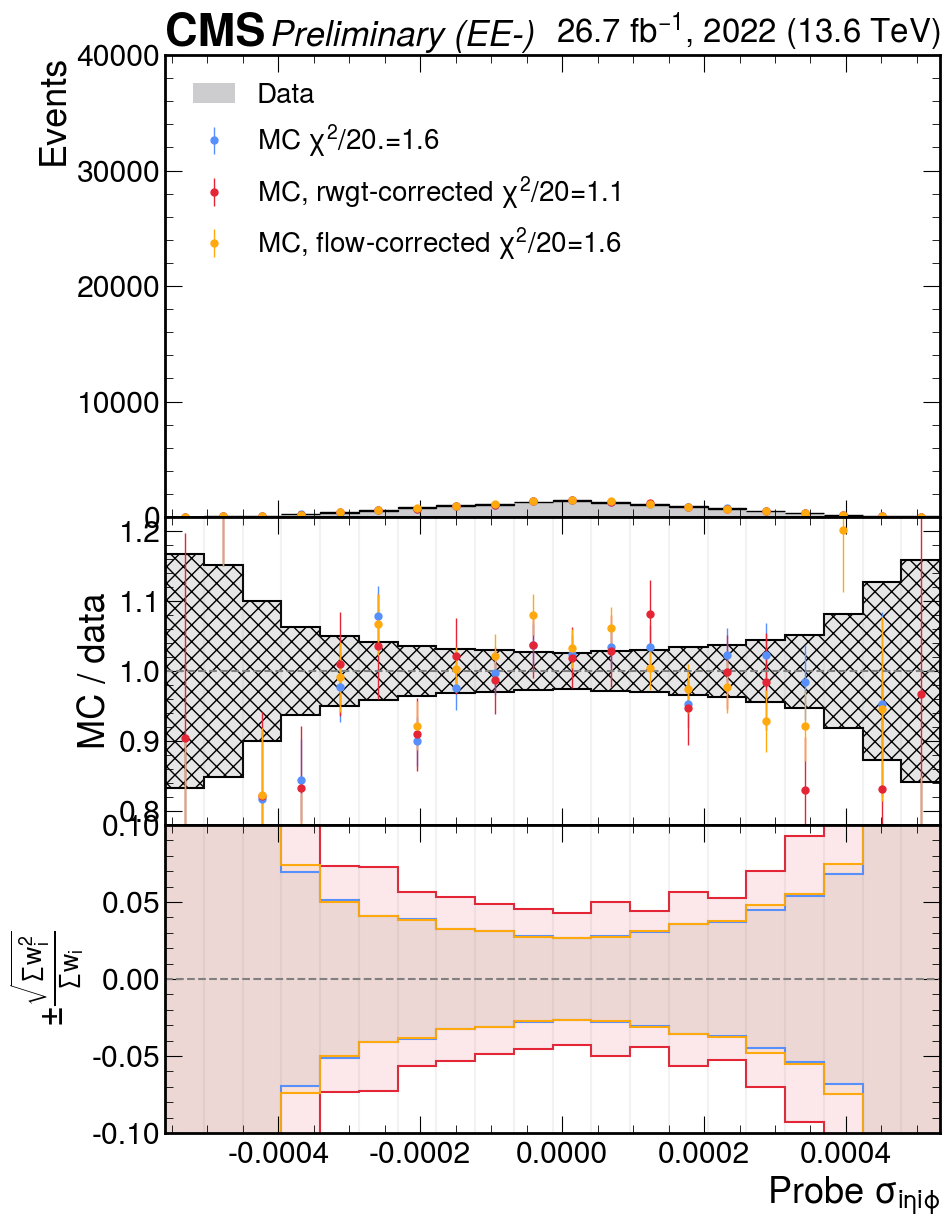 CMS Preliminary (EE-) 26.7 fb⁻¹, 2022 (13.6 TeV)
Events
40000
30000
20000
10000
0
Data
MC χ²/20.=1.6
MC, rwgt-corrected χ²/20=1.1
MC, flow-corrected χ²/20=1.6
MC / data
1.2
1.1
1.0
0.9
0.8
±√Σwᵢ²/Σwᵢ
0.10
0.05
0.00
-0.05
-0.10
-0.0004 -0.0002 0.0000 0.0002 0.0004
Probe σiηiϕ